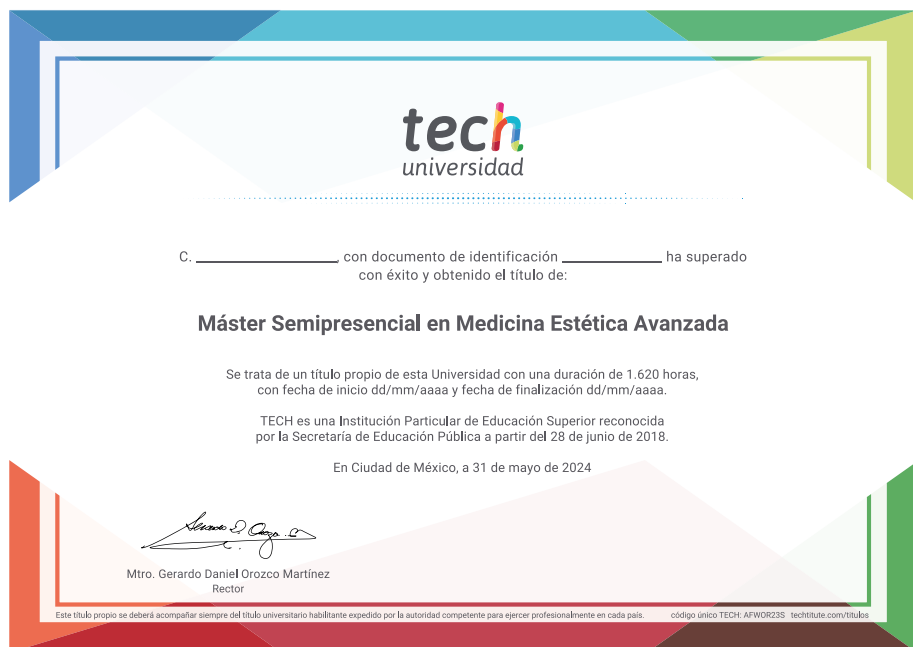 tech
universidad
C. ____________________, con documento de identificación ______________ ha superado
con éxito y obtenido el título de:
Máster Semipresencial en Medicina Estética Avanzada
Se trata de un título propio de esta Universidad con una duración de 1.620 horas,
con fecha de inicio dd/mm/aaaa y fecha de finalización dd/mm/aaaa.
TECH es una Institución Particular de Educación Superior reconocida
por la Secretaría de Educación Pública a partir del 28 de junio de 2018.
En Ciudad de México, a 31 de mayo de 2024
Mtro. Gerardo Daniel Orozco Martínez
Rector
Este título propio se deberá acompañar siempre del título universitario habilitante expedido por la autoridad competente para ejercer profesionalmente en cada país. código único TECH: AFWOR23S techtitute.com/titulos